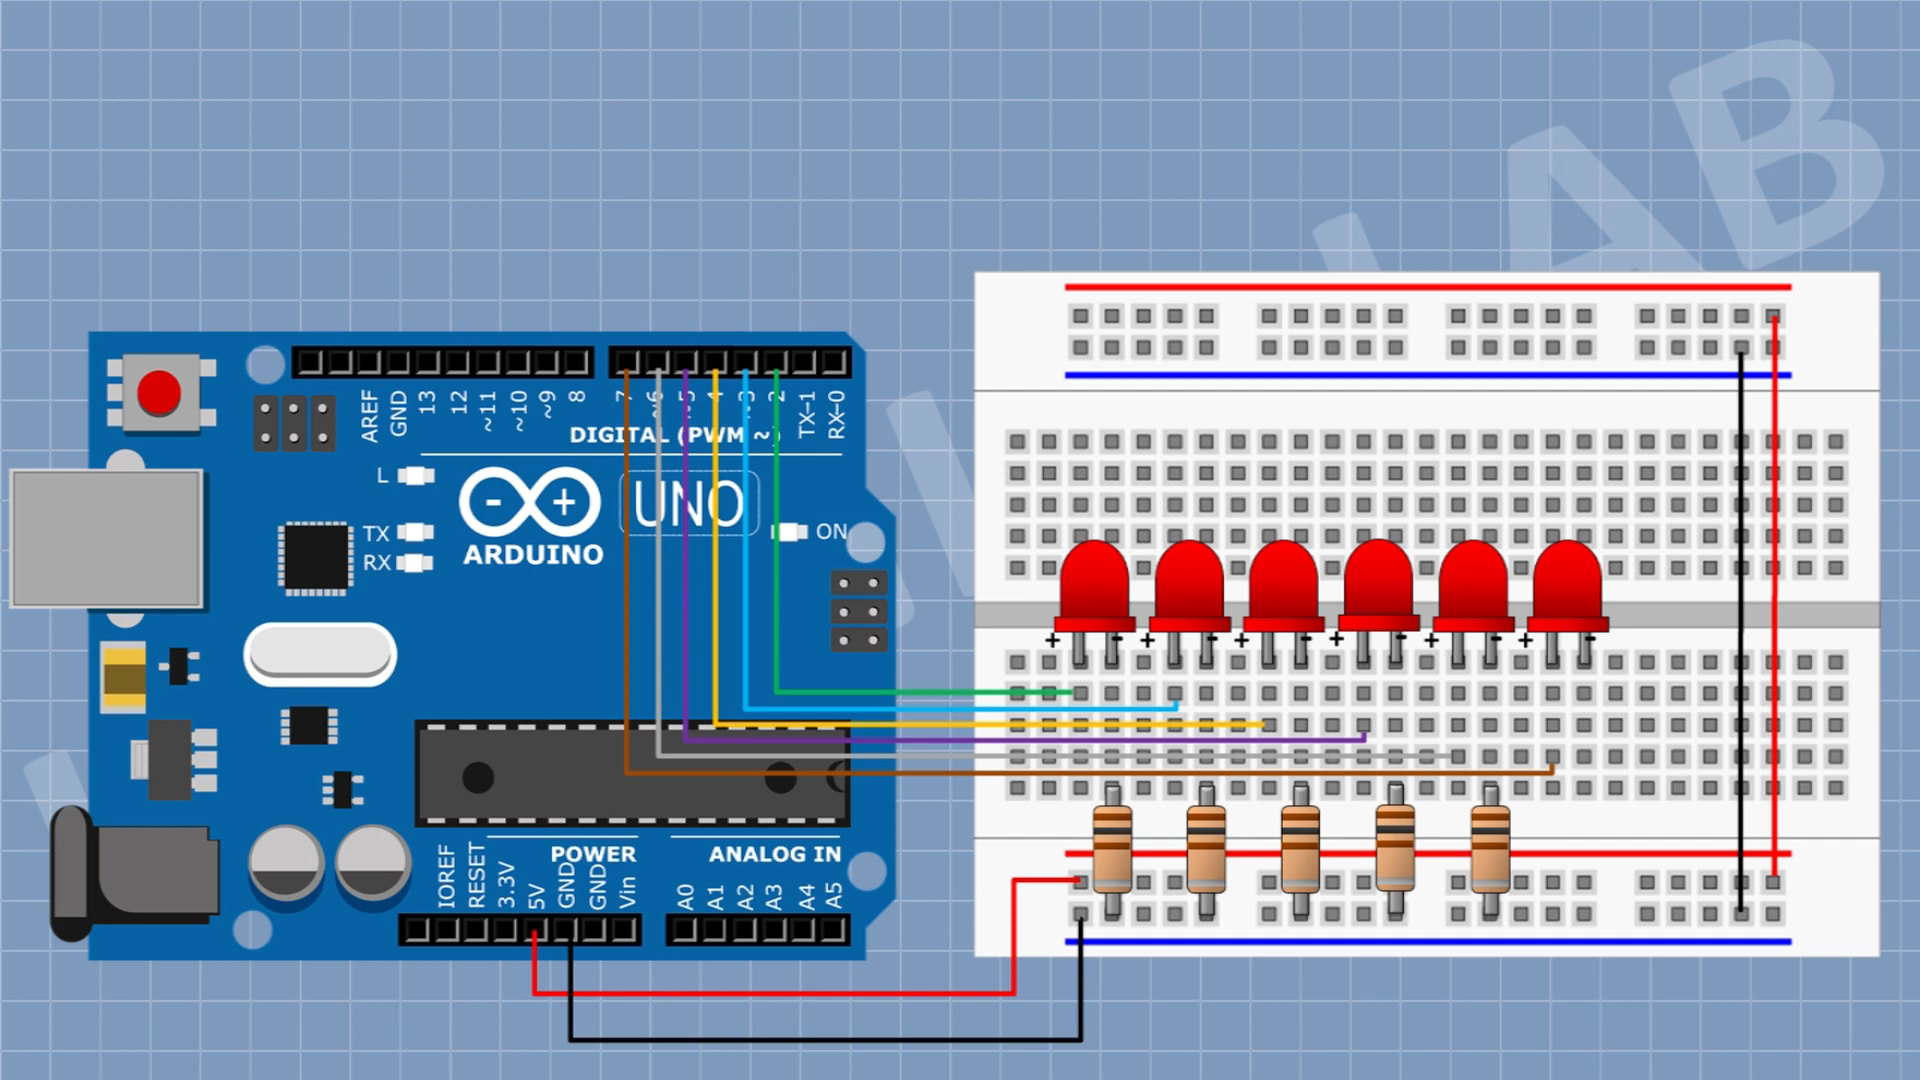 AREF
GND
13
12
~11
~10
~9
8
7
~6
~5
4
~3
2
TX→1
RX←0
DIGITAL (PWM ~)
L
TX
RX
- +
UNO
ARDUINO
ON
+ - + - + - + - + - + -
POWER
ANALOG IN
IOREF
RESET
3.3V
5V
GND
GND
Vin
A0
A1
A2
A3
A4
A5
LAB